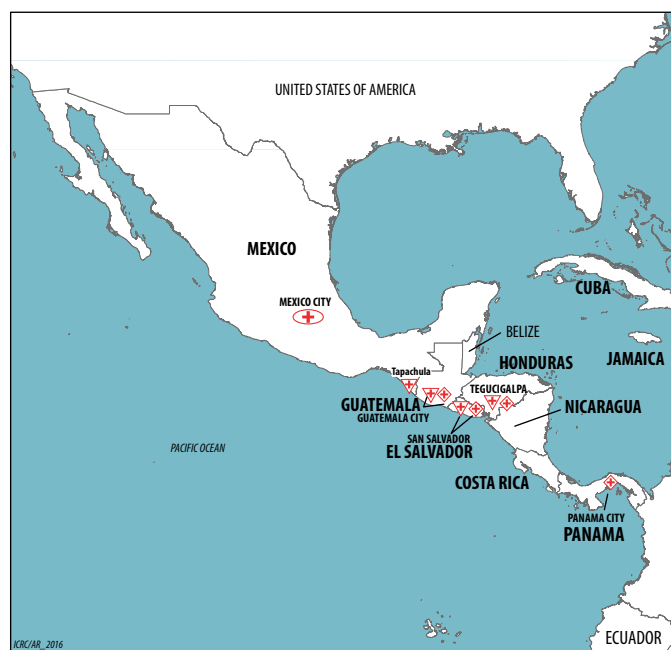 UNITED STATES OF AMERICA
MEXICO
MEXICO CITY
CUBA
BELIZE
JAMAICA
HONDURAS
Tapachula
TEGUCIGALPA
GUATEMALA
NICARAGUA
GUATEMALA CITY
SAN SALVADOR
EL SALVADOR
PACIFIC OCEAN
COSTA RICA
PANAMA CITY
PANAMA
ECUADOR
ICRC/AR_2016